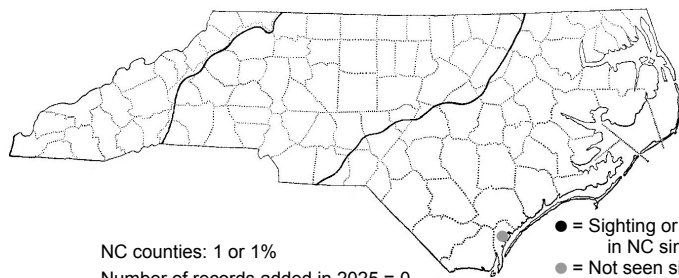 NC counties: 1 or 1%
● = Sighting or
in NC sin
● = Not seen si
Number of records added in 2025 = 0